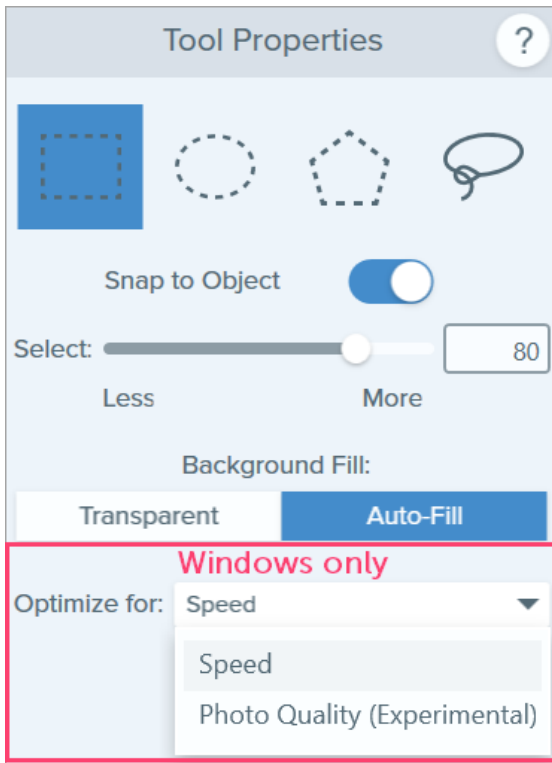 Tool Properties ?
Snap to Object
Select: 80
Less More
Background Fill:
Transparent Auto-Fill
Windows only
Optimize for: Speed
Speed
Photo Quality (Experimental)